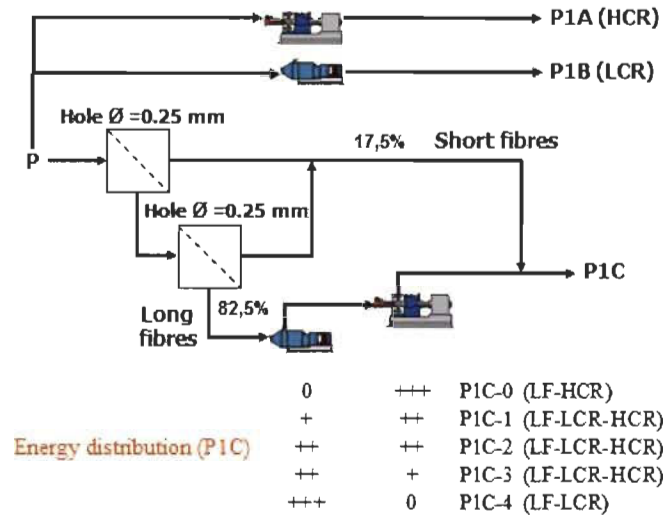 P1A (HCR)
P1B (LCR)
Hole Ø =0.25 mm
P
17,5% Short fibres
Hole Ø =0.25 mm
P1C
82,5%
Long
fibres
0 +++ P1C-0 (LF-HCR)
+ ++ P1C-1 (LF-LCR-HCR)
Energy distribution (P1C) ++ ++ P1C-2 (LF-LCR-HCR)
++ + P1C-3 (LF-LCR-HCR)
+++ 0 P1C-4 (LF-LCR)